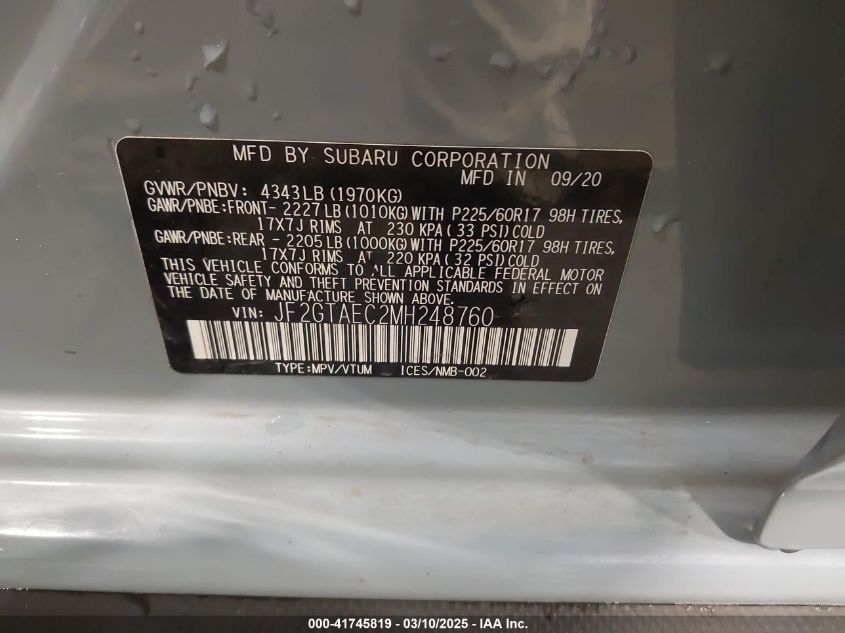 MFD BY SUBARU CORPORATION
MFD IN 09/20
GVWR/PNBV: 4343LB (1970KG)
GAWR/PNBE:FRONT- 2227LB(1010KG) WITH P225/60R17 98H TIRES,
17X7J RIMS AT 230 KPA( 33 PSI)COLD
GAWR/PNBE:REAR - 2205LB(1000KG) WITH P225/60R17 98H TIRES,
17X7J RIMS AT 220 KPA( 32 PSI)COLD
THIS VEHICLE CONFORMS TO ALL APPLICABLE FEDERAL MOTOR
VEHICLE SAFETY AND THEFT PREVENTION STANDARDS IN EFFECT ON
THE DATE OF MANUFACTURE SHOWN ABOVE.
VIN: JF2GTAEC2MH248760
TYPE:MPV/VTUM ICES/NMB-002
000-41745819 - 03/10/2025 - IAA Inc.